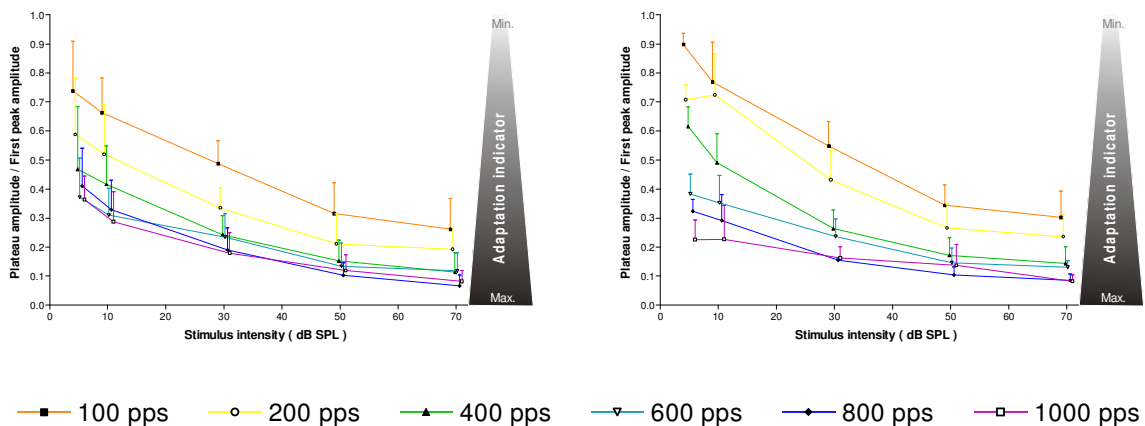 Plateau amplitude / First peak amplitude
1.0
0.9
0.8
0.7
0.6
0.5
0.4
0.3
0.2
0.1
0.0
0 10 20 30 40 50 60 70
Stimulus intensity ( dB SPL )
Min.
Adaptation indicator
Max.
Plateau amplitude / First peak amplitude
1.0
0.9
0.8
0.7
0.6
0.5
0.4
0.3
0.2
0.1
0.0
0 10 20 30 40 50 60 70
Stimulus intensity ( dB SPL )
Min.
Adaptation indicator
Max.
100 pps 200 pps 400 pps 600 pps 800 pps 1000 pps